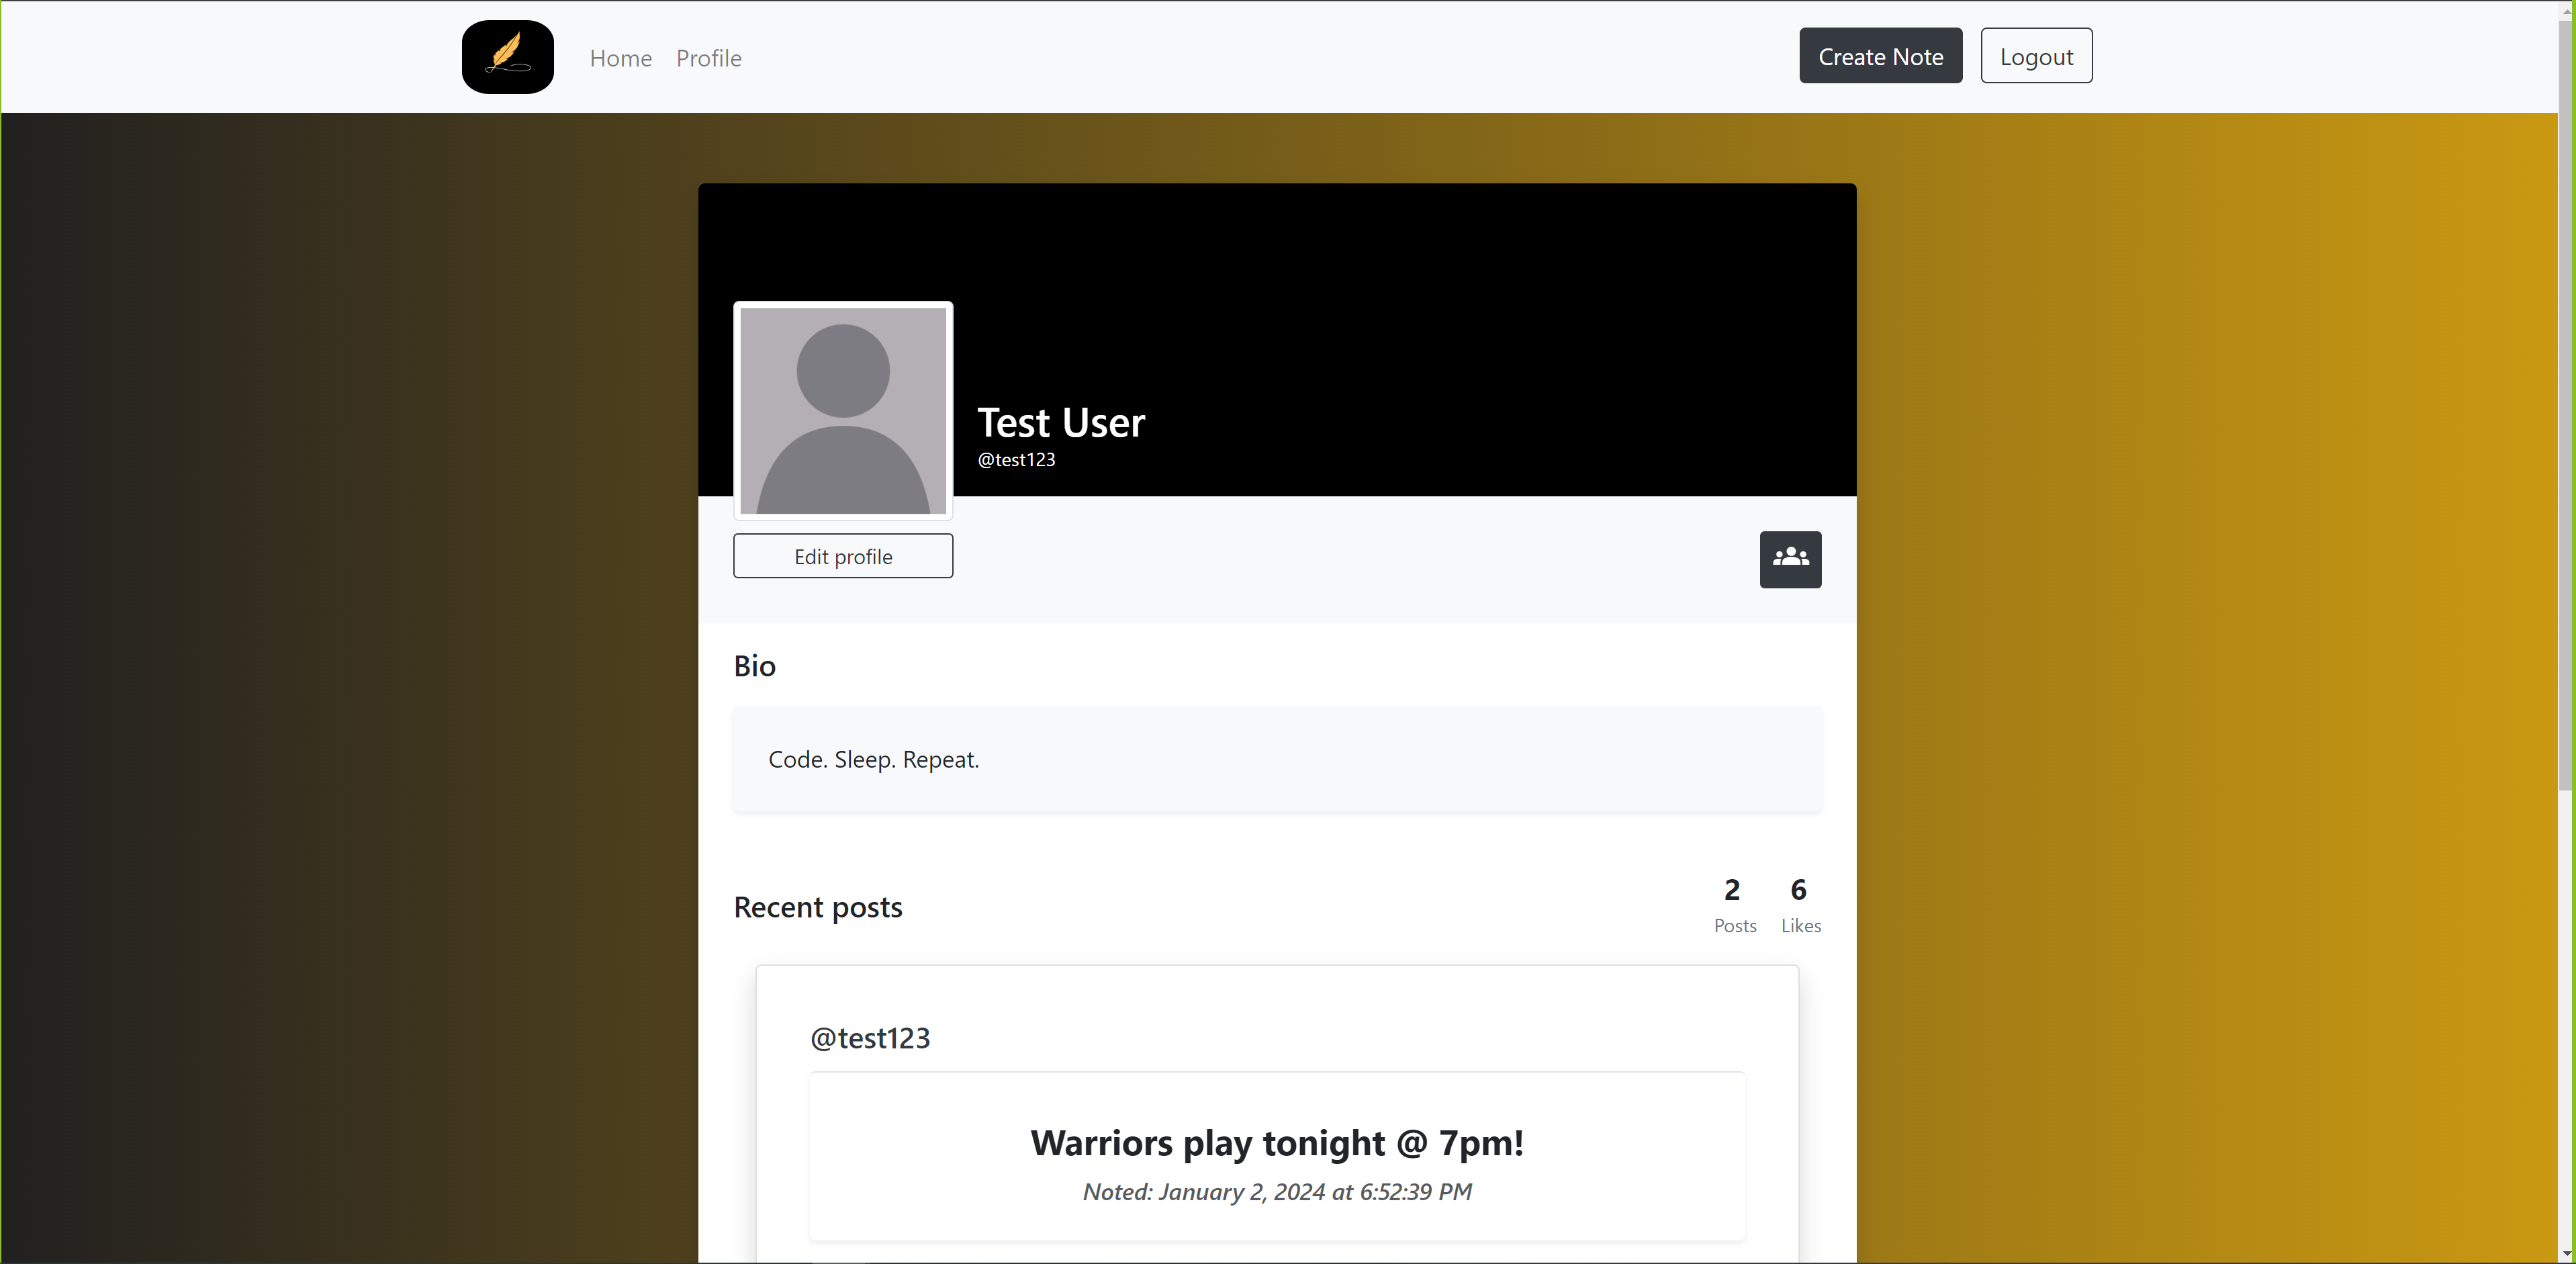 Home Profile Create Note Logout
Test User
@test123
Edit profile
Bio
Code. Sleep. Repeat.
Recent posts
2 6
Posts Likes
@test123
Warriors play tonight @ 7pm!
Noted: January 2, 2024 at 6:52:39 PM